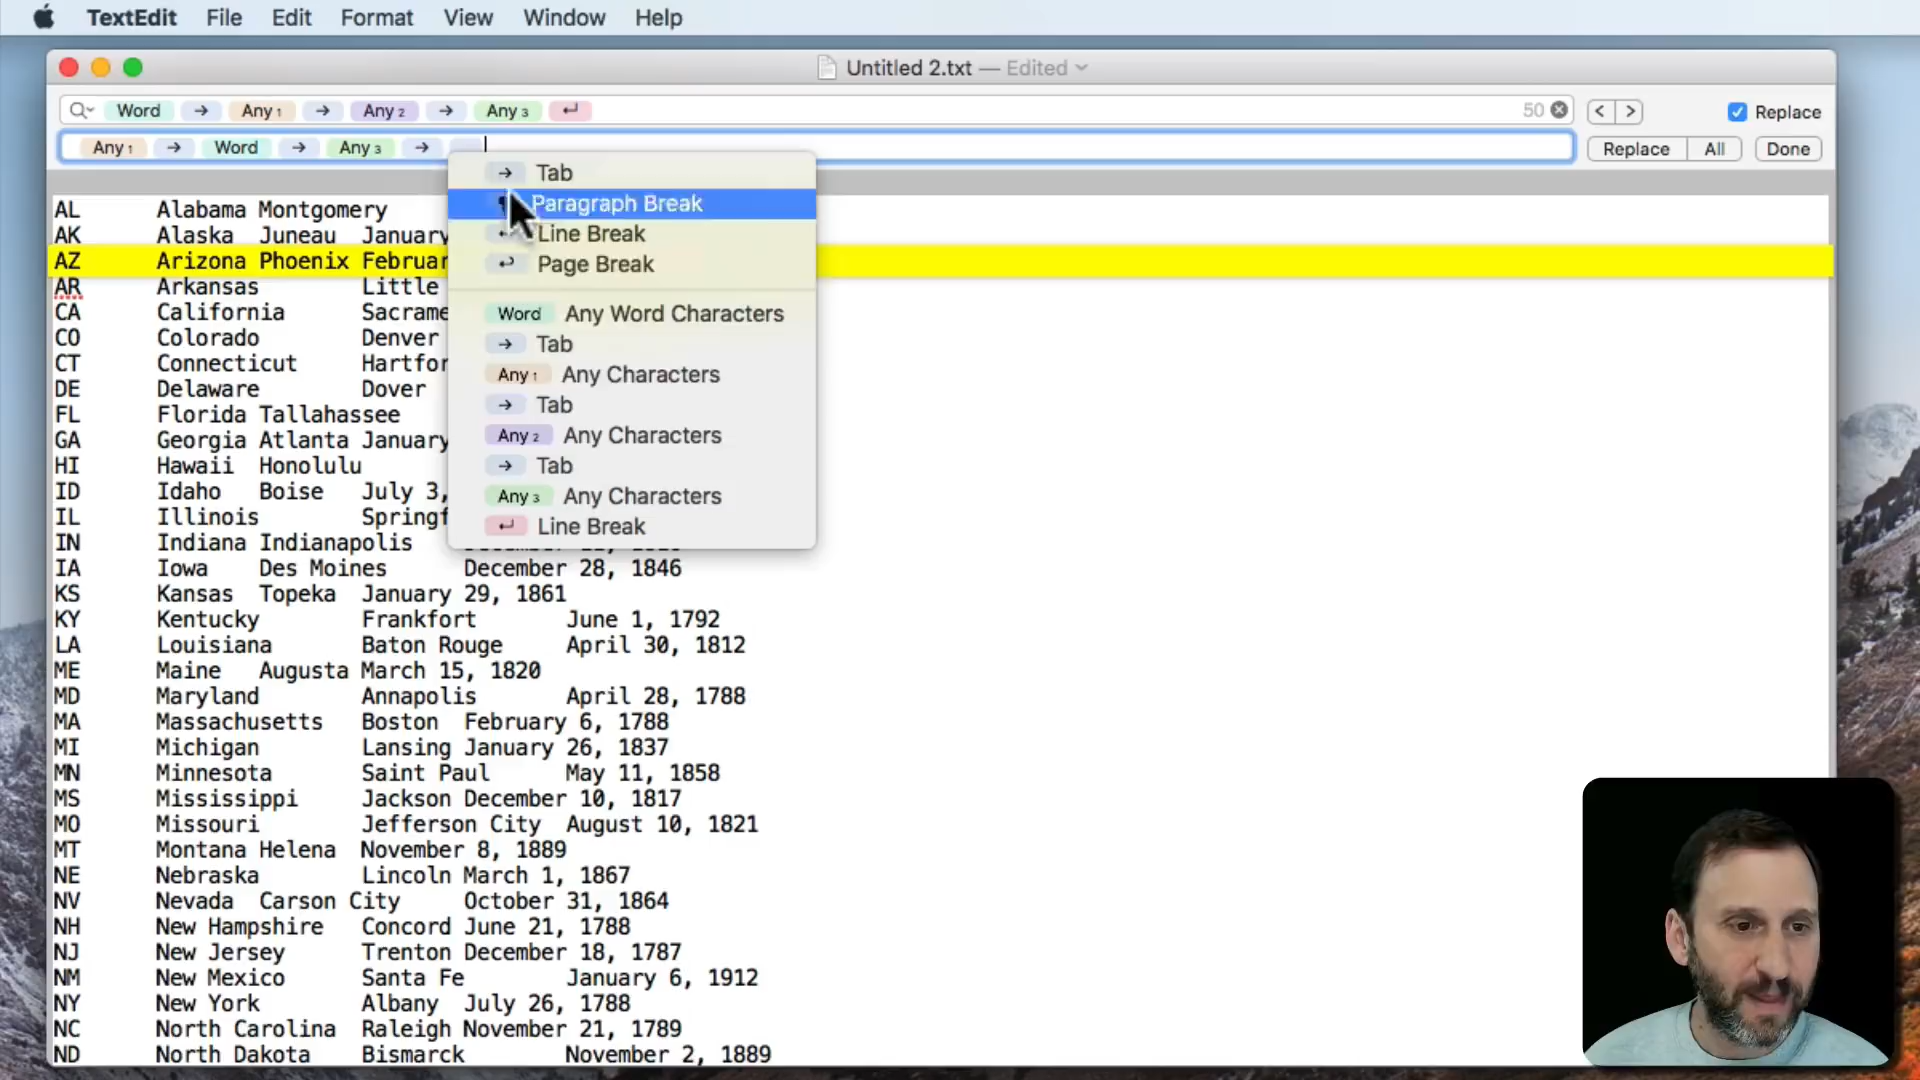 TextEdit File Edit Format View Window Help
Untitled 2.txt — Edited
Word → Any 1 → Any 2 → Any 3 ↵ 50 < > Replace
Any 1 → Word → Any 3 → Replace All Done
→ Tab
Paragraph Break
Line Break
Page Break
Word Any Word Characters
→ Tab
Any 1 Any Characters
→ Tab
Any 2 Any Characters
→ Tab
Any 3 Any Characters
↵ Line Break
AL Alabama Montgomery
AK Alaska Juneau January
AZ Arizona Phoenix Februar
AR Arkansas Little
CA California Sacrame
CO Colorado Denver
CT Connecticut Hartfor
DE Delaware Dover
FL Florida Tallahassee
GA Georgia Atlanta January
HI Hawaii Honolulu
ID Idaho Boise July 3,
IL Illinois Springf
IN Indiana Indianapolis
IA Iowa Des Moines December 28, 1846
KS Kansas Topeka January 29, 1861
KY Kentucky Frankfort June 1, 1792
LA Louisiana Baton Rouge April 30, 1812
ME Maine Augusta March 15, 1820
MD Maryland Annapolis April 28, 1788
MA Massachusetts Boston February 6, 1788
MI Michigan Lansing January 26, 1837
MN Minnesota Saint Paul May 11, 1858
MS Mississippi Jackson December 10, 1817
MO Missouri Jefferson City August 10, 1821
MT Montana Helena November 8, 1889
NE Nebraska Lincoln March 1, 1867
NV Nevada Carson City October 31, 1864
NH New Hampshire Concord June 21, 1788
NJ New Jersey Trenton December 18, 1787
NM New Mexico Santa Fe January 6, 1912
NY New York Albany July 26, 1788
NC North Carolina Raleigh November 21, 1789
ND North Dakota Bismarck November 2, 1889